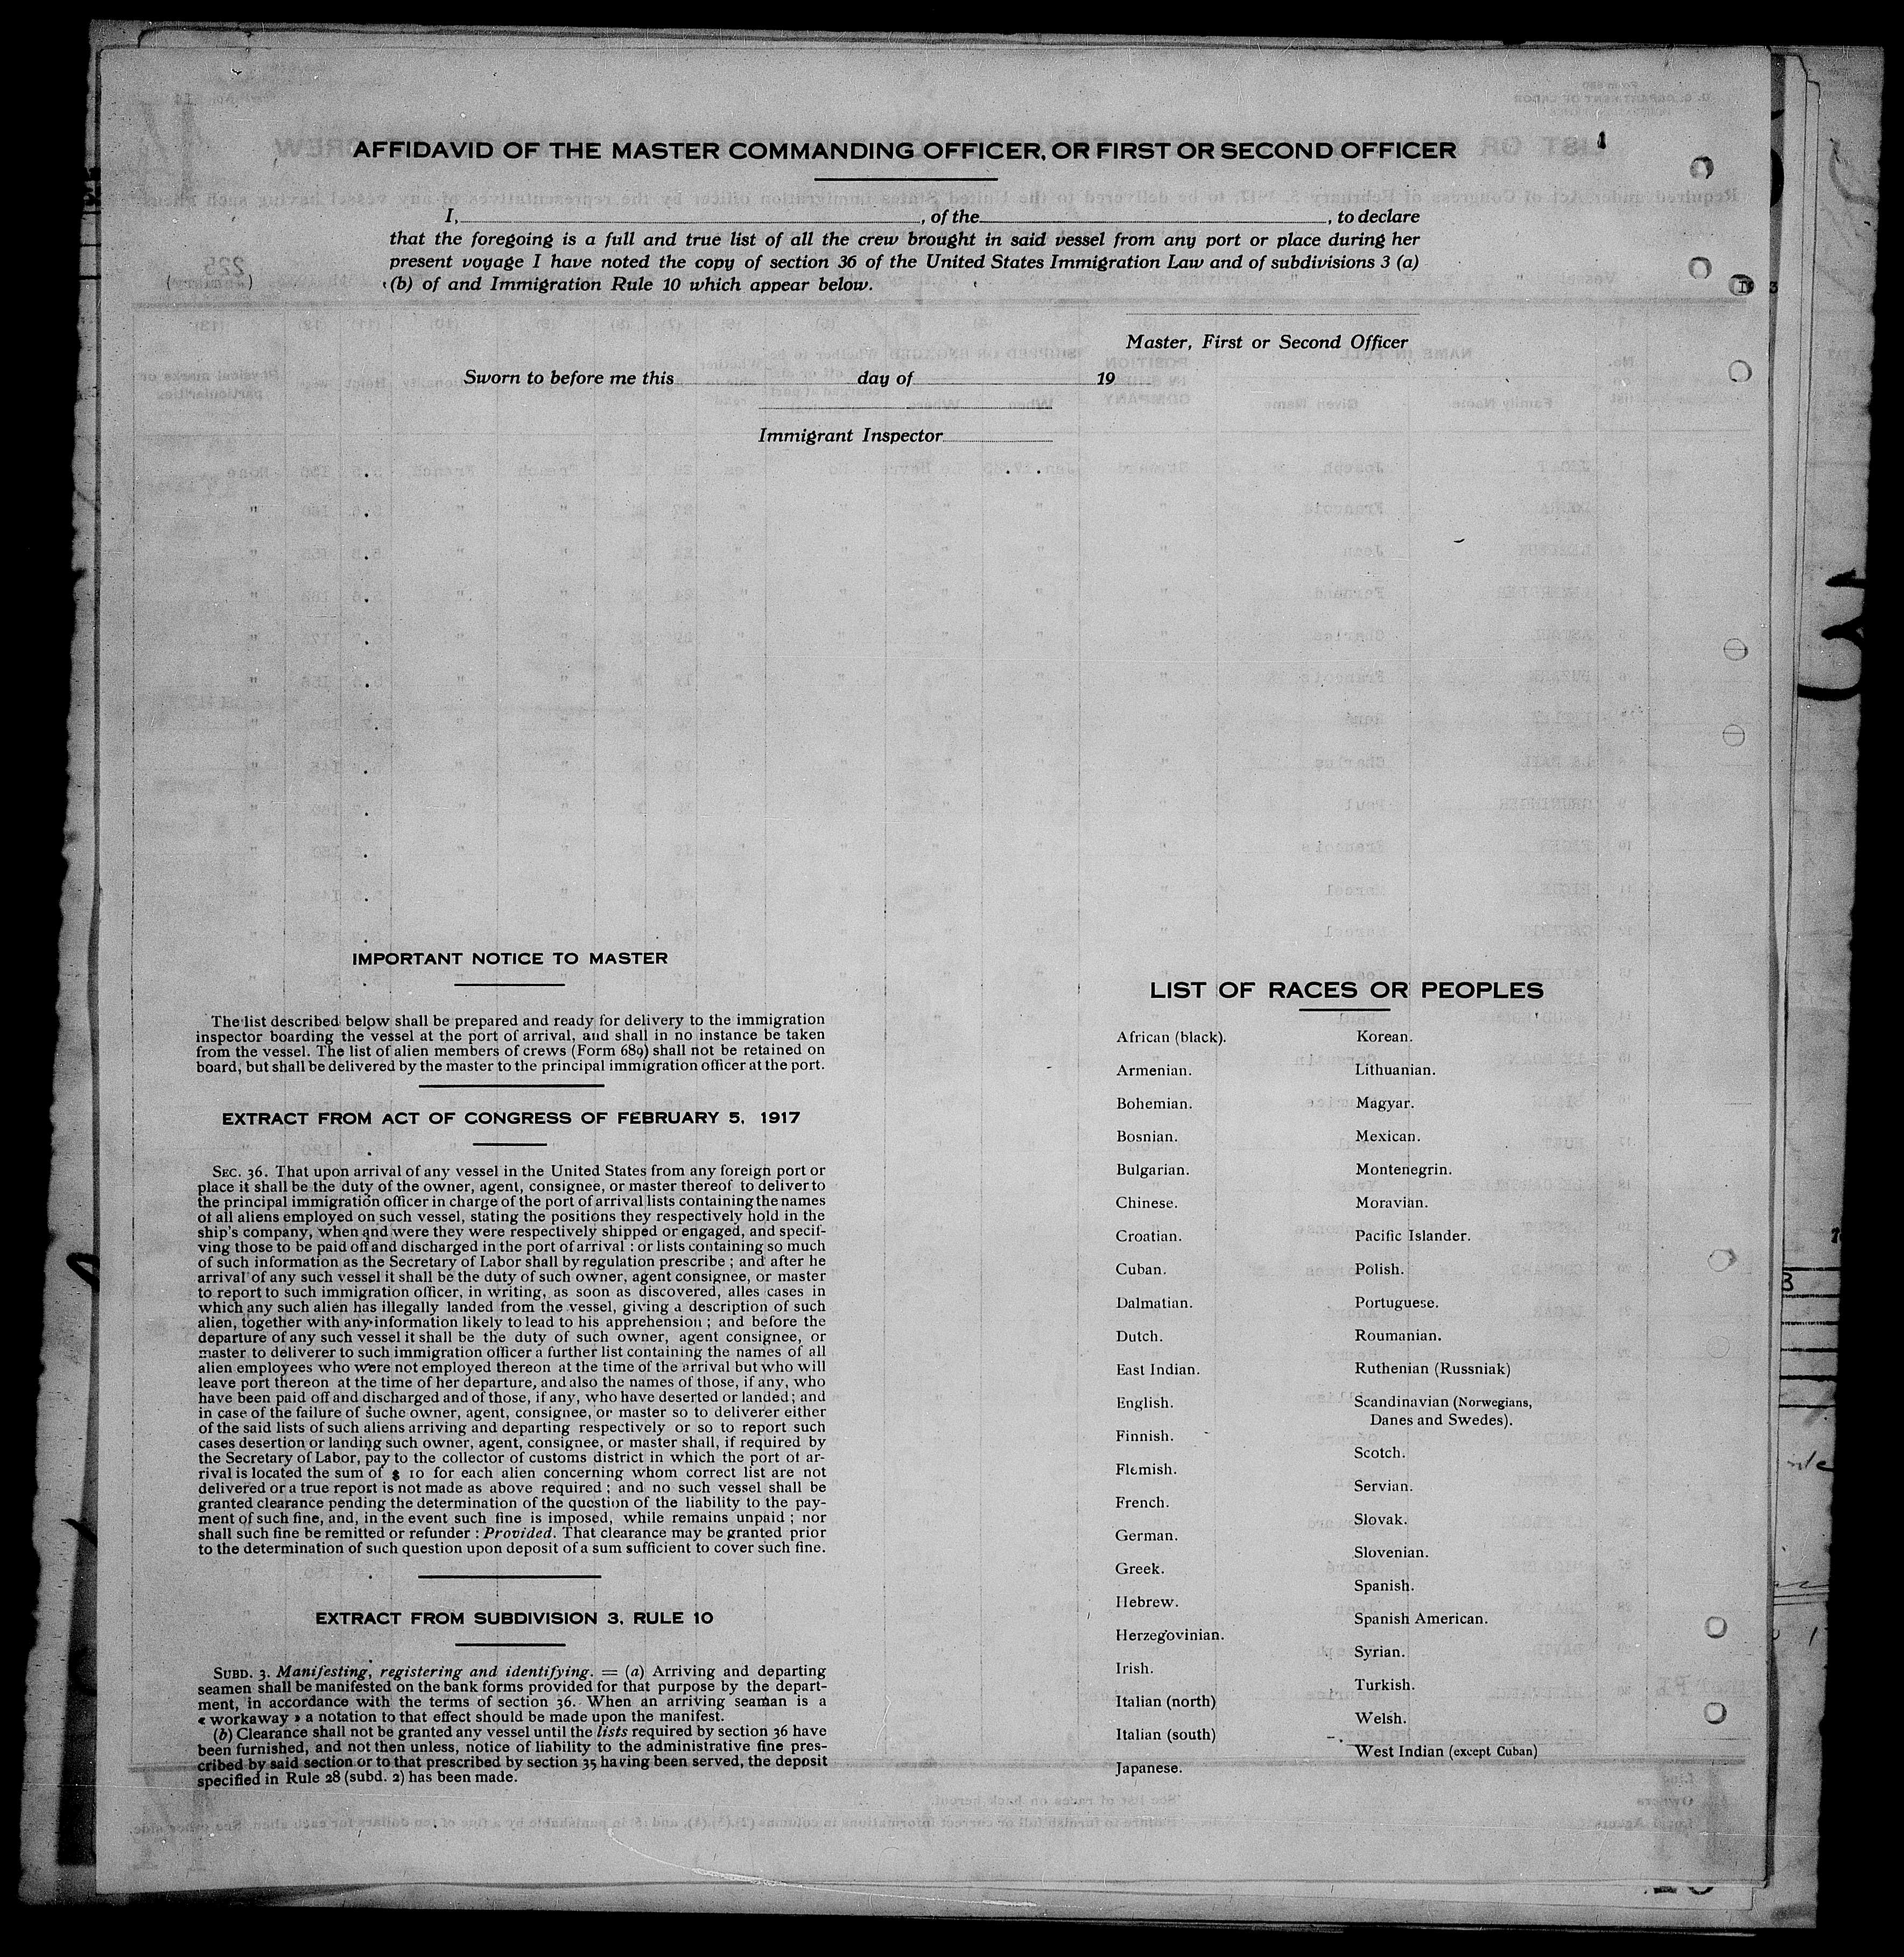 AFFIDAVID OF THE MASTER COMMANDING OFFICER, OR FIRST OR SECOND OFFICER
I, , of the , to declare
that the foregoing is a full and true list of all the crew brought in said vessel from any port or place during her
present voyage I have noted the copy of section 36 of the United States Immigration Law and of subdivisions 3 (a)
(b) of and Immigration Rule 10 which appear below.
Master, First or Second Officer
Sworn to before me this day of 19
Immigrant Inspector
IMPORTANT NOTICE TO MASTER
The list described below shall be prepared and ready for delivery to the immigration
inspector boarding the vessel at the port of arrival, and shall in no instance be taken
from the vessel. The list of alien members of crews (Form 689) shall not be retained on
board, but shall be delivered by the master to the principal immigration officer at the port.
EXTRACT FROM ACT OF CONGRESS OF FEBRUARY 5, 1917
SEC. 36. That upon arrival of any vessel in the United States from any foreign port or
place it shall be the duty of the owner, agent, consignee, or master thereof to deliver to
the principal immigration officer in charge of the port of arrival lists containing the names
of all aliens employed on such vessel, stating the positions they respectively hold in the
ship's company, when and were they were respectively shipped or engaged, and specif-
ving those to be paid off and discharged in the port of arrival : or lists containing so much
of such information as the Secretary of Labor shall by regulation prescribe ; and after he
arrival of any such vessel it shall be the duty of such owner, agent consignee, or master
to report to such immigration officer, in writing, as soon as discovered, alles cases in
which any such alien has illegally landed from the vessel, giving a description of such
alien, together with any information likely to lead to his apprehension ; and before the
departure of any such vessel it shall be the duty of such owner, agent consignee, or
master to deliverer to such immigration officer a further list containing the names of all
alien employees who were not employed thereon at the time of the arrival but who will
leave port thereon at the time of her departure, and also the names of those, if any, who
have been paid off and discharged and of those, if any, who have deserted or landed ; and
in case of the failure of suche owner, agent, consignee, or master so to deliverer either
of the said lists of such aliens arriving and departing respectively or so to report such
cases desertion or landing such owner, agent, consignee, or master shall, if required by
the Secretary of Labor, pay to the collector of customs district in which the port of ar-
rival is located the sum of $ 10 for each alien concerning whom correct list are not
delivered or a true report is not made as above required ; and no such vessel shall be
granted clearance pending the determination of the question of the liability to the pay-
ment of such fine, and, in the event such fine is imposed, while remains unpaid ; nor
shall such fine be remitted or refunder : Provided. That clearance may be granted prior
to the determination of such question upon deposit of a sum sufficient to cover such fine.
EXTRACT FROM SUBDIVISION 3, RULE 10
SUBD. 3. Manifesting, registering and identifying. = (a) Arriving and departing
seamen shall be manifested on the bank forms provided for that purpose by the depart-
ment, in accordance with the terms of section 36. When an arriving seaman is a
« workaway » a notation to that effect should be made upon the manifest.
(b) Clearance shall not be granted any vessel until the lists required by section 36 have
been furnished, and not then unless, notice of liability to the administrative fine pres-
cribed by said section or to that prescribed by section 35 having been served, the deposit
specified in Rule 28 (subd. 2) has been made.
LIST OF RACES OR PEOPLES
African (black).
Armenian.
Bohemian.
Bosnian.
Bulgarian.
Chinese.
Croatian.
Cuban.
Dalmatian.
Dutch.
East Indian.
English.
Finnish.
Flemish.
French.
German.
Greek.
Hebrew.
Herzegovinian.
Irish.
Italian (north)
Italian (south)
Japanese.
Korean.
Lithuanian.
Magyar.
Mexican.
Montenegrin.
Moravian.
Pacific Islander.
Polish.
Portuguese.
Roumanian.
Ruthenian (Russniak)
Scandinavian (Norwegians,
Danes and Swedes).
Scotch.
Servian.
Slovak.
Slovenian.
Spanish.
Spanish American.
Syrian.
Turkish.
Welsh.
West Indian (except Cuban)